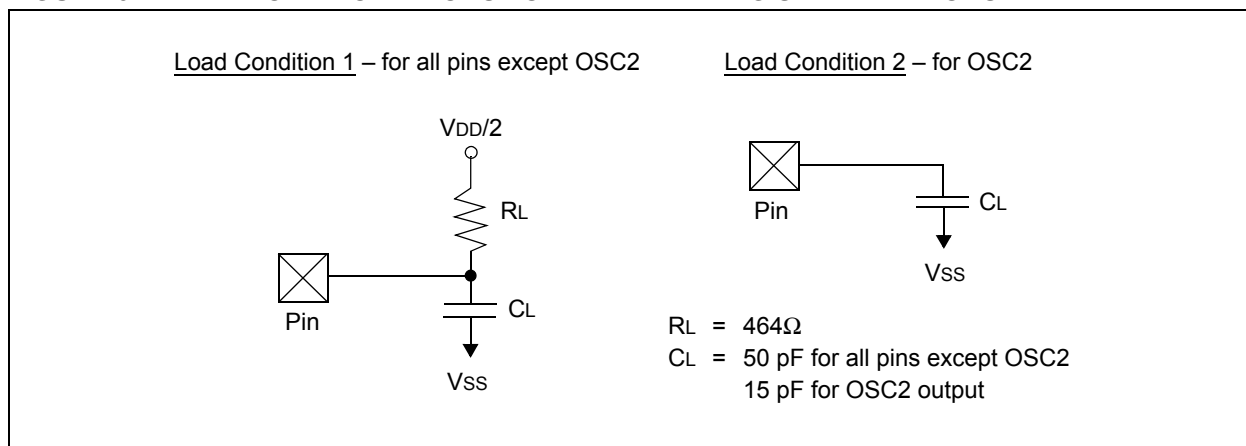 Load Condition 1 – for all pins except OSC2
Load Condition 2 – for OSC2
VDD/2
RL
Pin
CL
VSS
Pin
CL
VSS
RL = 464Ω
CL = 50 pF for all pins except OSC2
15 pF for OSC2 output